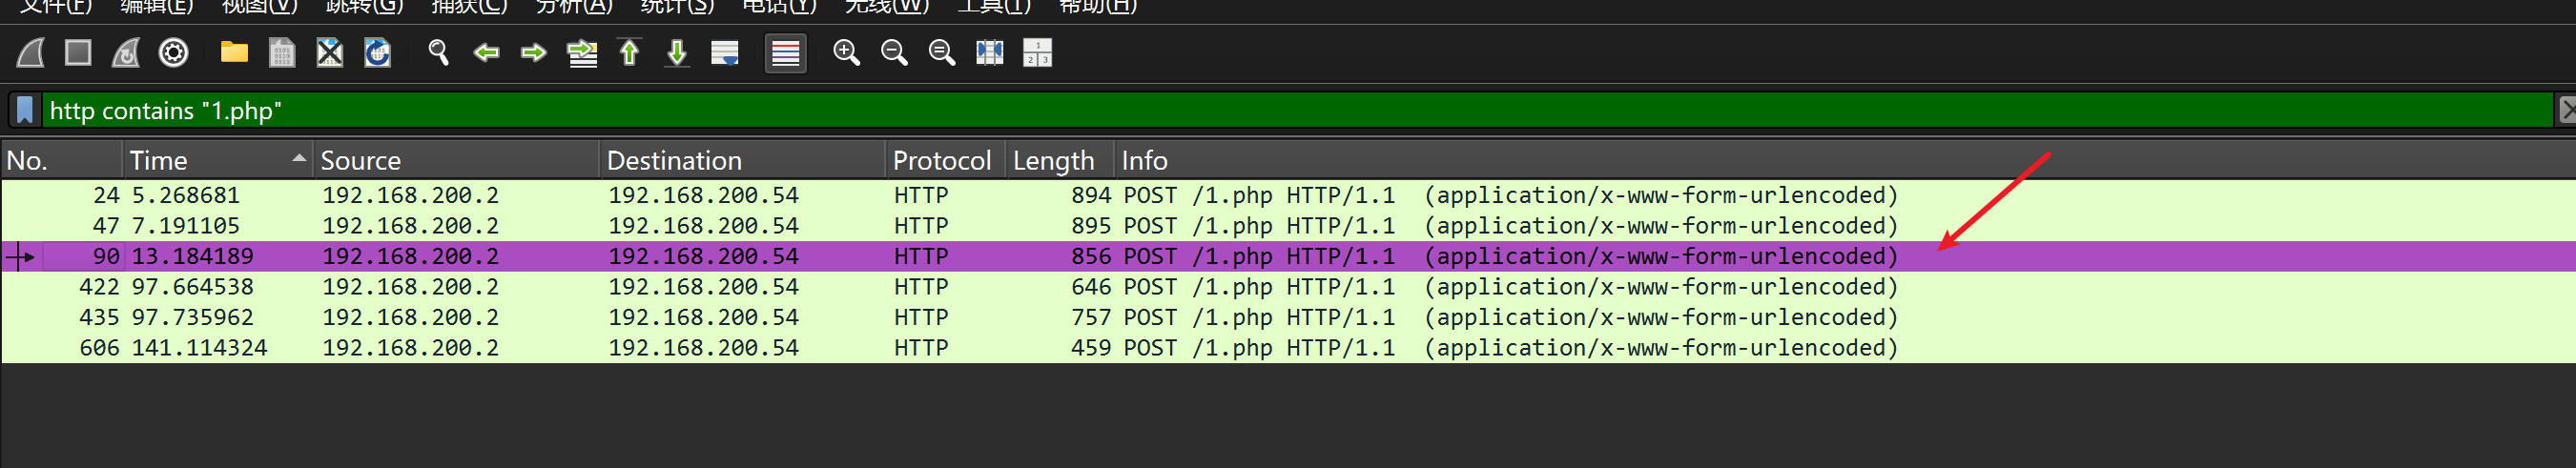 文件(F) 编辑(E) 视图(V) 跳转(G) 捕获(C) 分析(A) 统计(S) 电话(Y) 无线(W) 工具(T) 帮助(H)
http contains "1.php"
No. Time Source Destination Protocol Length Info
24 5.268681 192.168.200.2 192.168.200.54 HTTP 894 POST /1.php HTTP/1.1 (application/x-www-form-urlencoded)
47 7.191105 192.168.200.2 192.168.200.54 HTTP 895 POST /1.php HTTP/1.1 (application/x-www-form-urlencoded)
90 13.184189 192.168.200.2 192.168.200.54 HTTP 856 POST /1.php HTTP/1.1 (application/x-www-form-urlencoded)
422 97.664538 192.168.200.2 192.168.200.54 HTTP 646 POST /1.php HTTP/1.1 (application/x-www-form-urlencoded)
435 97.735962 192.168.200.2 192.168.200.54 HTTP 757 POST /1.php HTTP/1.1 (application/x-www-form-urlencoded)
606 141.114324 192.168.200.2 192.168.200.54 HTTP 459 POST /1.php HTTP/1.1 (application/x-www-form-urlencoded)